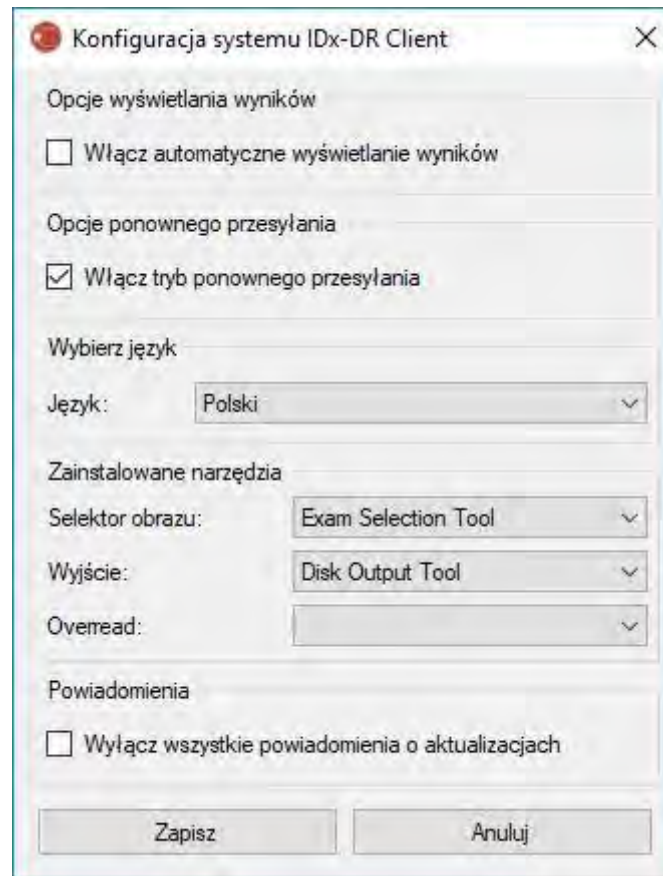 Konfiguracja systemu IDx-DR Client
Opcje wyświetlania wyników
Włącz automatyczne wyświetlanie wyników
Opcje ponownego przesyłania
Włącz tryb ponownego przesyłania
Wybierz język
Język: Polski
Zainstalowane narzędzia
Selektor obrazu: Exam Selection Tool
Wyjście: Disk Output Tool
Overread:
Powiadomienia
Wyłącz wszystkie powiadomienia o aktualizacjach
Zapisz Anuluj